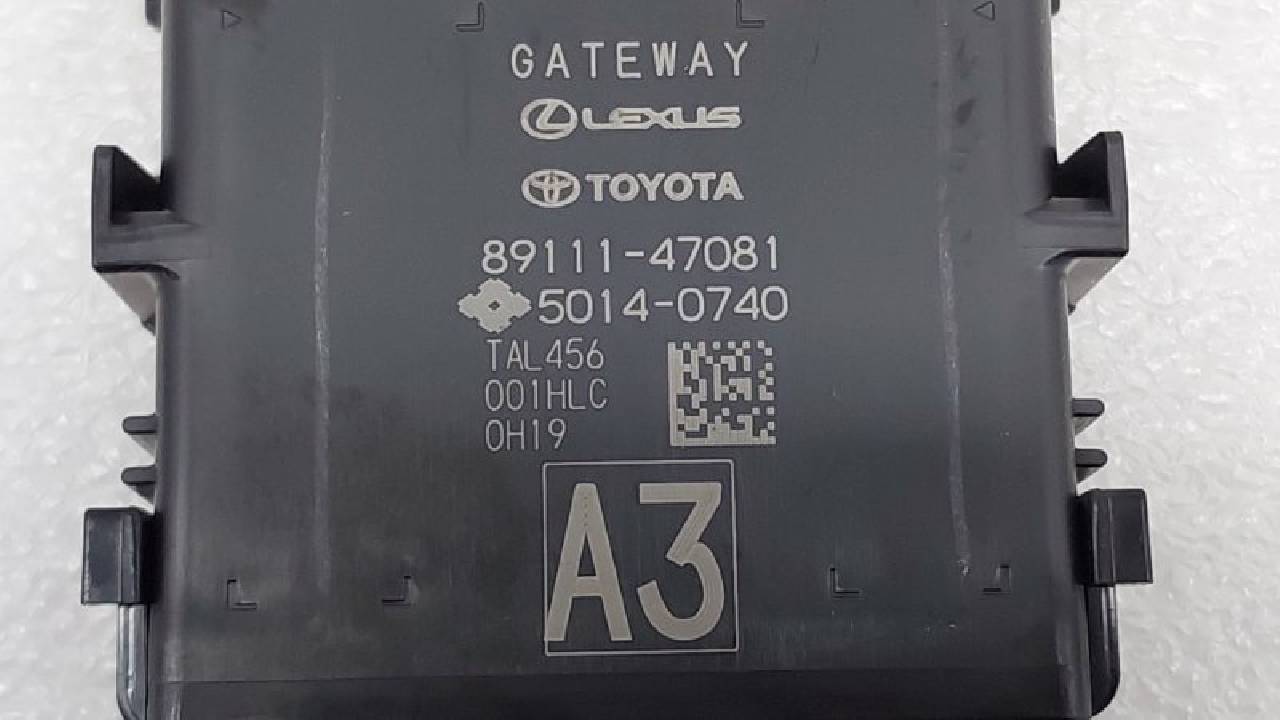 GATEWAY
LEXUS
TOYOTA
89111-47081
5014-0740
TAL456
001HLC
0H19
A3